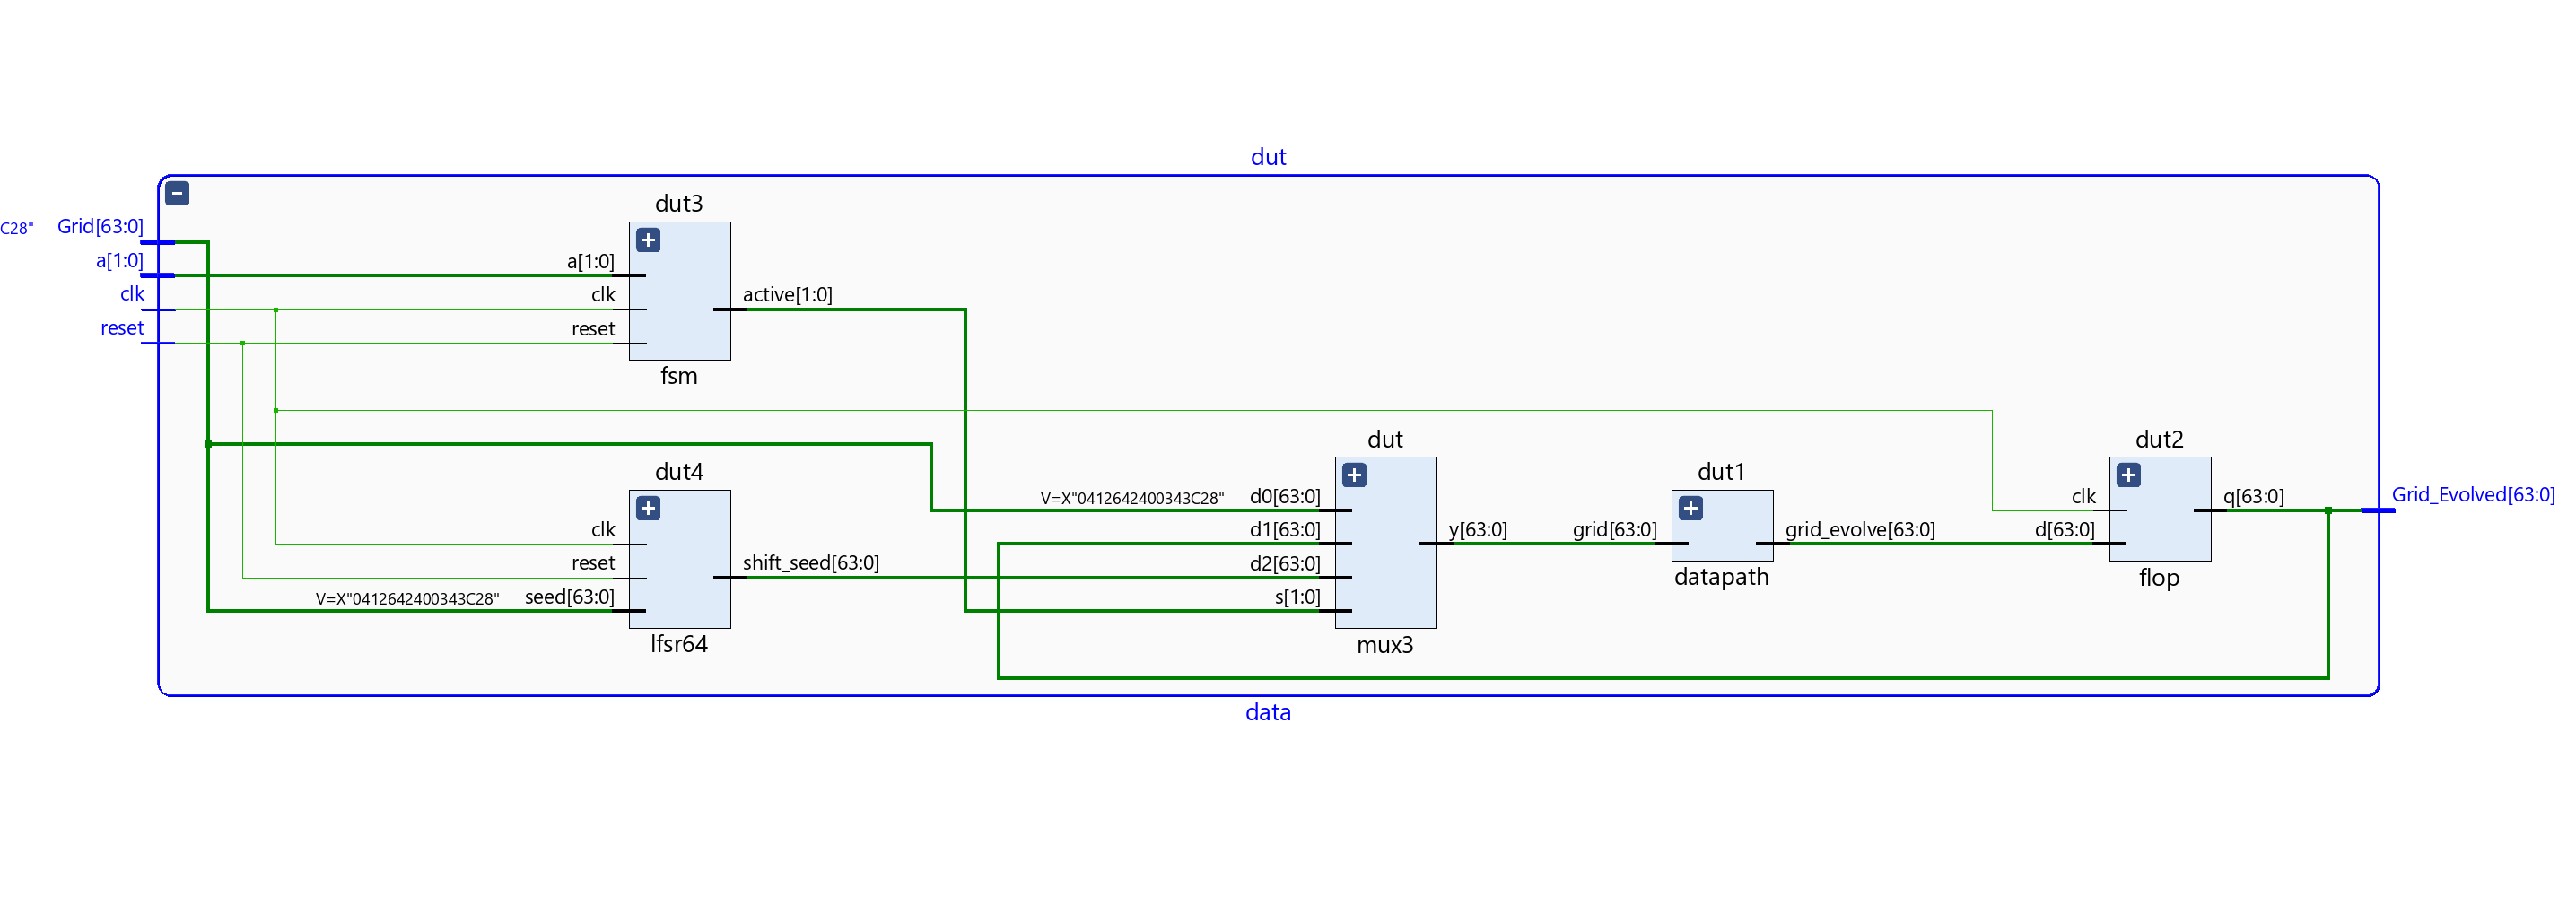 dut
C28" Grid[63:0]
a[1:0]
clk
reset
dut3
a[1:0]
clk
reset
active[1:0]
fsm
dut4
clk
reset
V=X"0412642400343C28" seed[63:0]
shift_seed[63:0]
lfsr64
dut
V=X"0412642400343C28" d0[63:0]
d1[63:0]
d2[63:0]
s[1:0]
y[63:0]
mux3
dut1
grid[63:0]
grid_evolve[63:0]
datapath
dut2
clk
d[63:0]
q[63:0]
flop
Grid_Evolved[63:0]
data